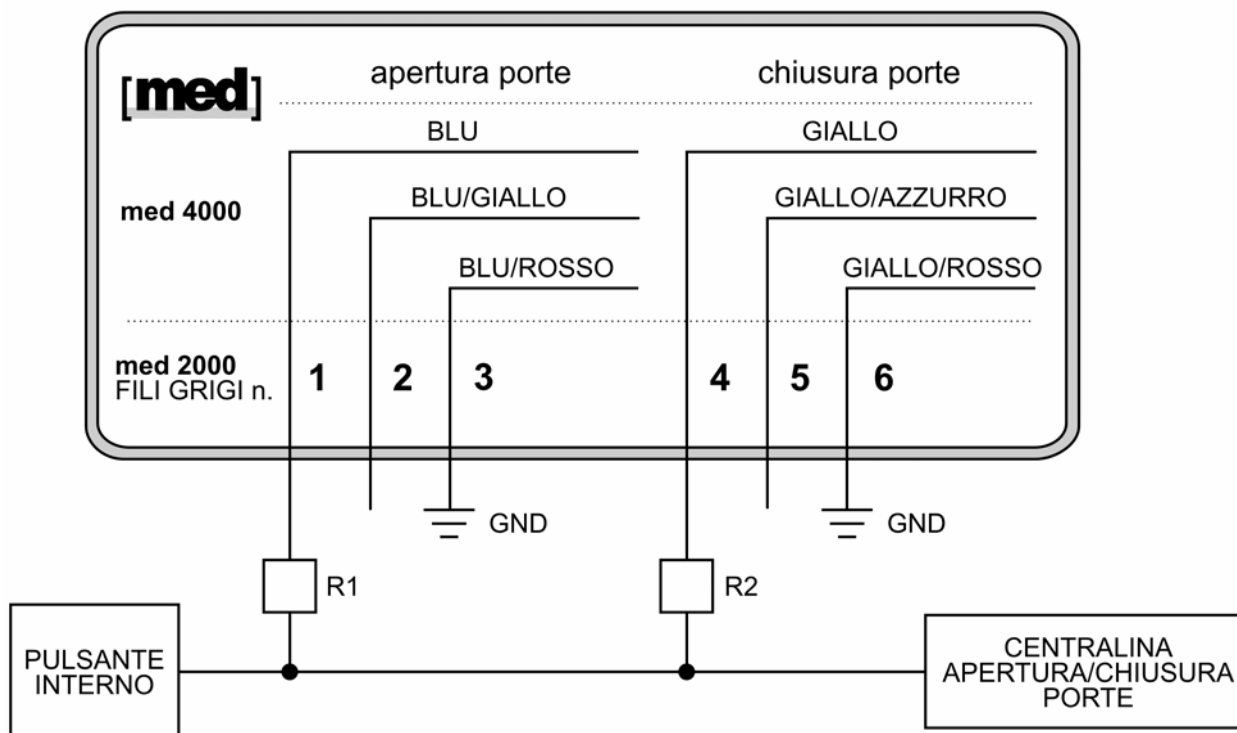 [med]
apertura porte
chiusura porte
BLU
GIALLO
med 4000
BLU/GIALLO
GIALLO/AZZURRO
BLU/ROSSO
GIALLO/ROSSO
med 2000
FILI GRIGI n.
1
2
3
4
5
6
GND
GND
R1
R2
PULSANTE
INTERNO
CENTRALINA
APERTURA/CHIUSURA
PORTE